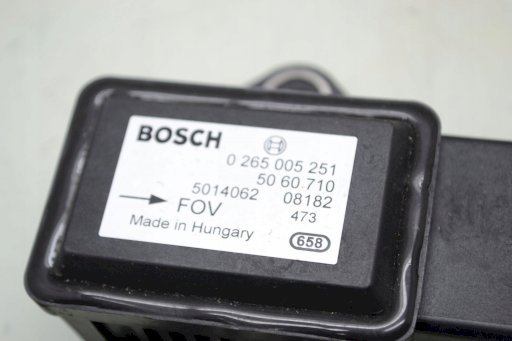 BOSCH
0 265 005 251
50 60.710
5014062 08182
FOV 473
Made in Hungary 658